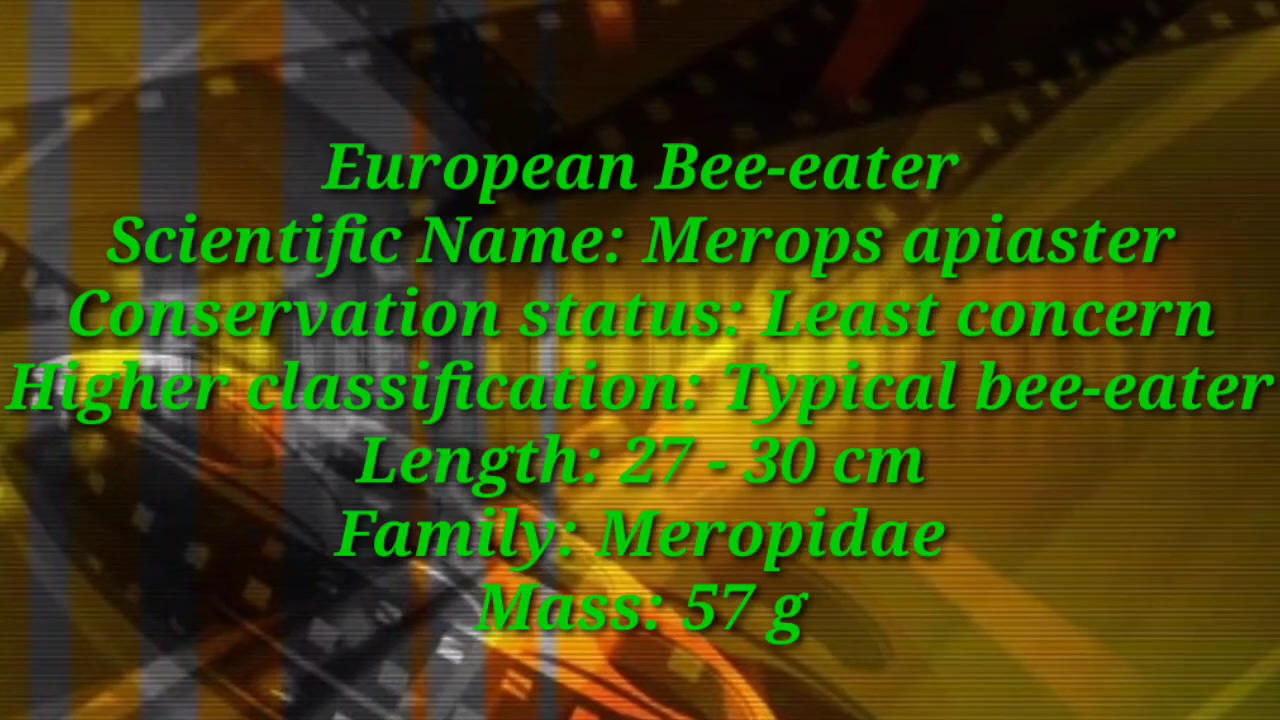 European Bee-eater
Scientific Name: Merops apiaster
Conservation status: Least concern
Higher classification: Typical bee-eater
Length: 27 - 30 cm
Family: Meropidae
Mass: 57 g